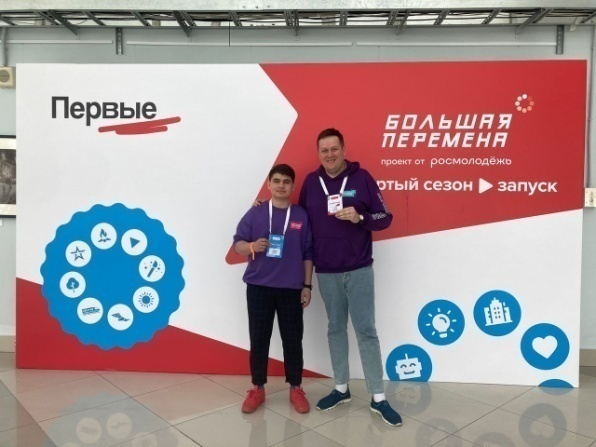 Первые
БОЛЬШАЯ
ПЕРЕМЕНА
проект от росмолодёжь
ртый сезон запуск